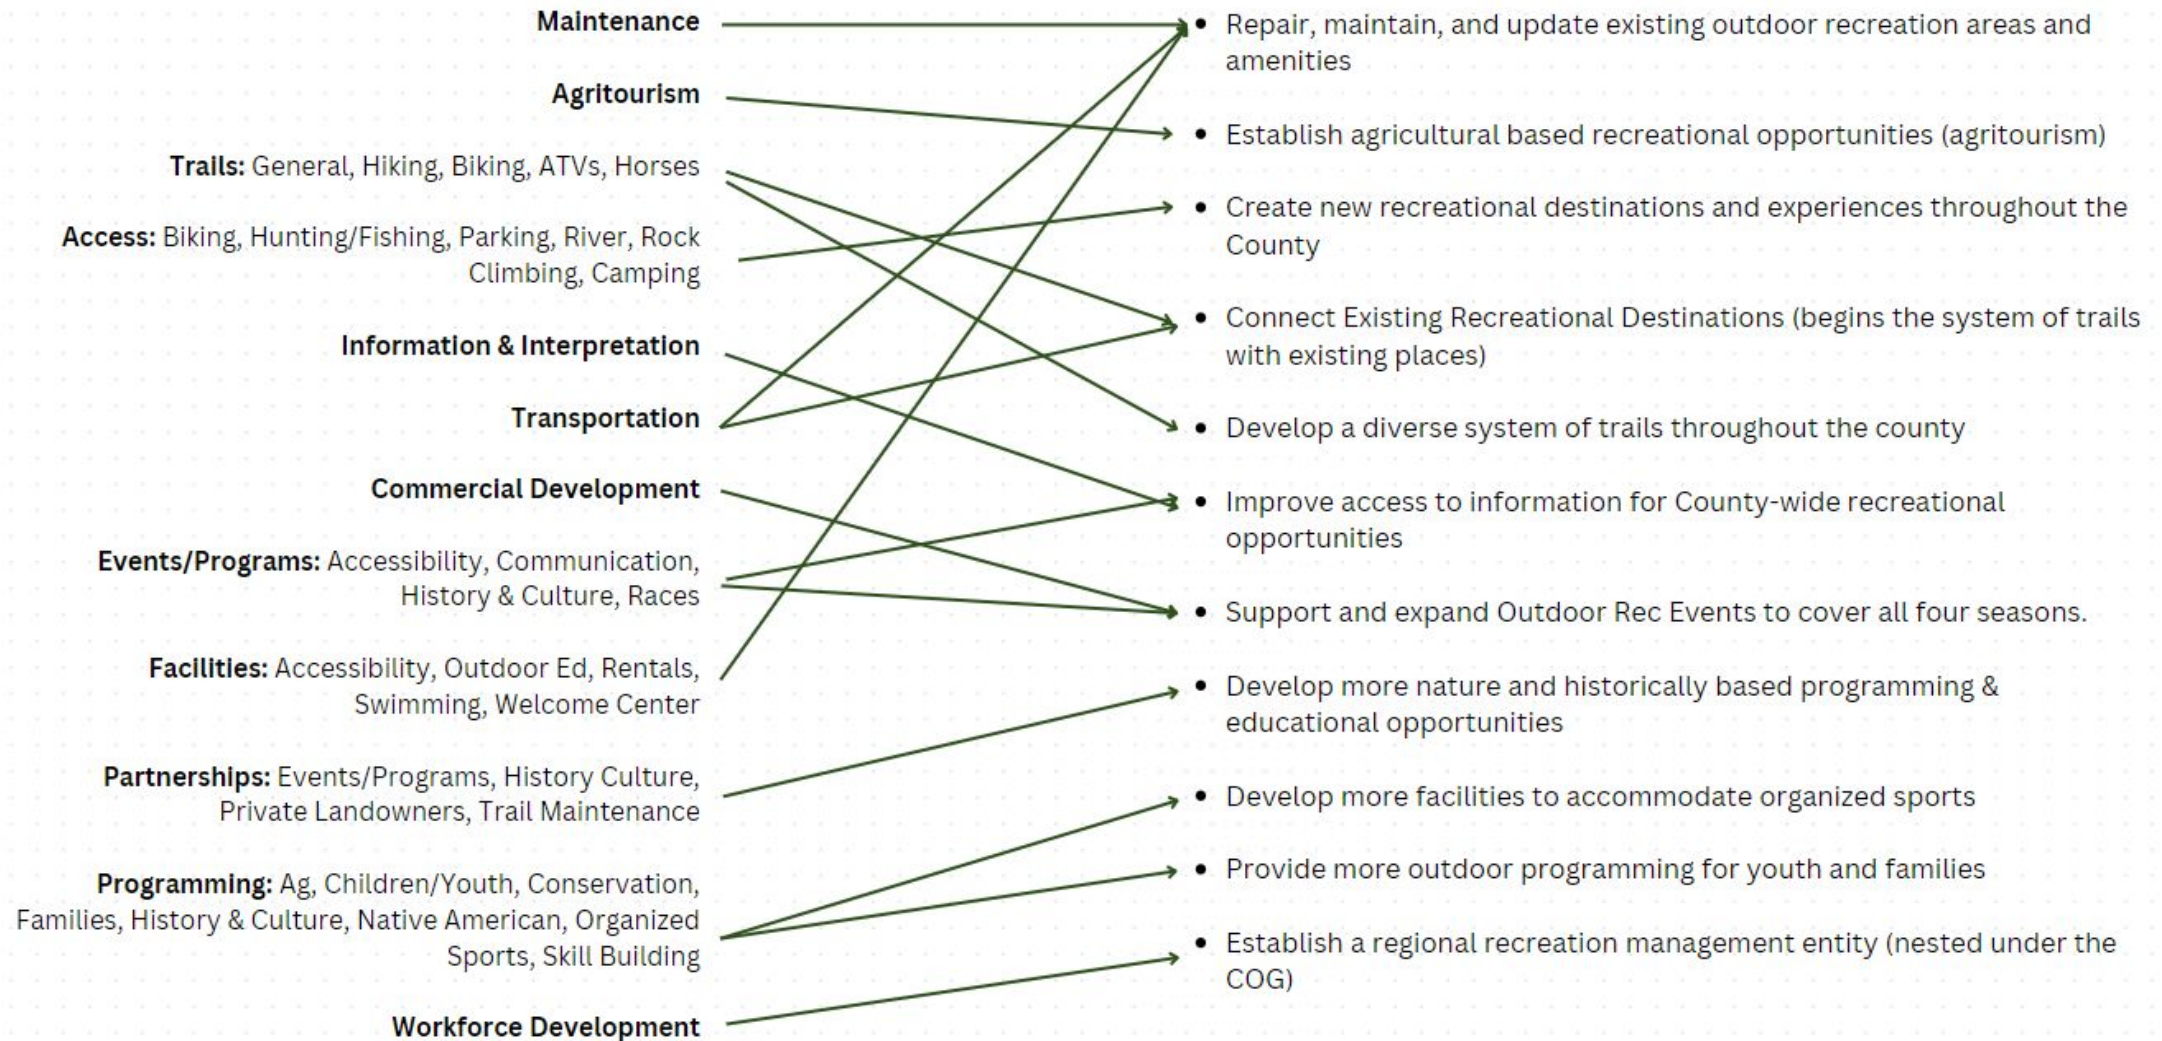 Maintenance
Agritourism
Trails: General, Hiking, Biking, ATVs, Horses
Access: Biking, Hunting/Fishing, Parking, River, Rock
Climbing, Camping
Information & Interpretation
Transportation
Commercial Development
Events/Programs: Accessibility, Communication,
History & Culture, Races
Facilities: Accessibility, Outdoor Ed, Rentals,
Swimming, Welcome Center
Partnerships: Events/Programs, History Culture,
Private Landowners, Trail Maintenance
Programming: Ag, Children/Youth, Conservation,
Families, History & Culture, Native American, Organized
Sports, Skill Building
Workforce Development
• Repair, maintain, and update existing outdoor recreation areas and
amenities
• Establish agricultural based recreational opportunities (agritourism)
• Create new recreational destinations and experiences throughout the
County
• Connect Existing Recreational Destinations (begins the system of trails
with existing places)
• Develop a diverse system of trails throughout the county
• Improve access to information for County-wide recreational
opportunities
• Support and expand Outdoor Rec Events to cover all four seasons.
• Develop more nature and historically based programming &
educational opportunities
• Develop more facilities to accommodate organized sports
• Provide more outdoor programming for youth and families
• Establish a regional recreation management entity (nested under the
COG)